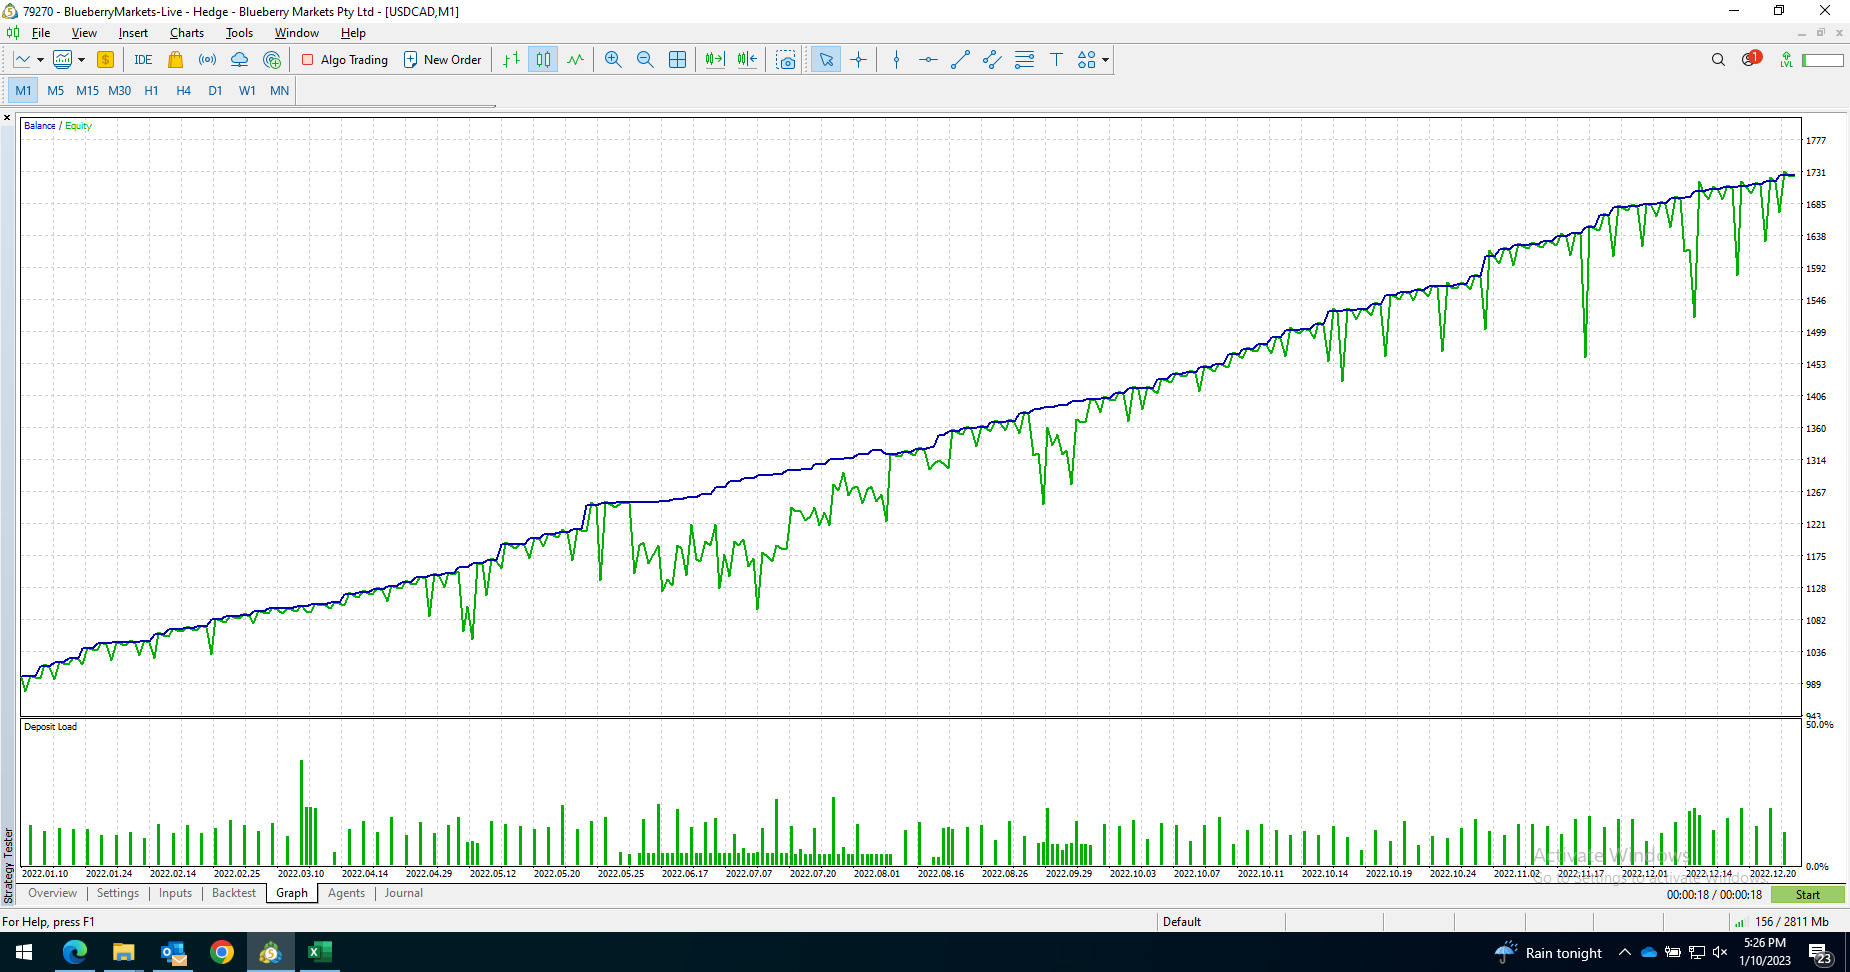 79270 - BlueberryMarkets-Live - Hedge - Blueberry Markets Pty Ltd - [USDCAD,M1]
File View Insert Charts Tools Window Help
IDE Algo Trading New Order 1 LVL
M1 M5 M15 M30 H1 H4 D1 W1 MN
Balance / Equity
1777
1731
1685
1638
1592
1546
1499
1453
1406
1360
1314
1267
1221
1175
1128
1082
1036
989
943
Deposit Load
50.0%
0.0%
2022.01.10 2022.01.24 2022.02.14 2022.02.25 2022.03.10 2022.04.14 2022.04.29 2022.05.12 2022.05.20 2022.05.25 2022.06.17 2022.07.07 2022.07.20 2022.08.01 2022.08.16 2022.08.26 2022.09.29 2022.10.03 2022.10.07 2022.10.11 2022.10.14 2022.10.19 2022.10.24 2022.11.02 2022.11.17 2022.12.01 2022.12.14 2022.12.20
Activate Windows
Go to Settings to activate Windows.
Strategy Tester
Overview Settings Inputs Backtest Graph Agents Journal
00:00:18 / 00:00:18 Start
For Help, press F1 Default 156 / 2811 Mb
Rain tonight 5:26 PM
1/10/2023 23